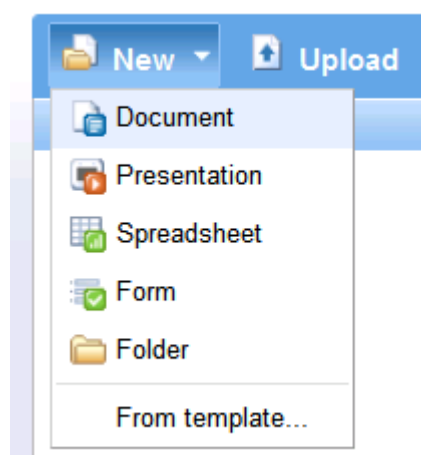 New Upload
Document
Presentation
Spreadsheet
Form
Folder
From template...